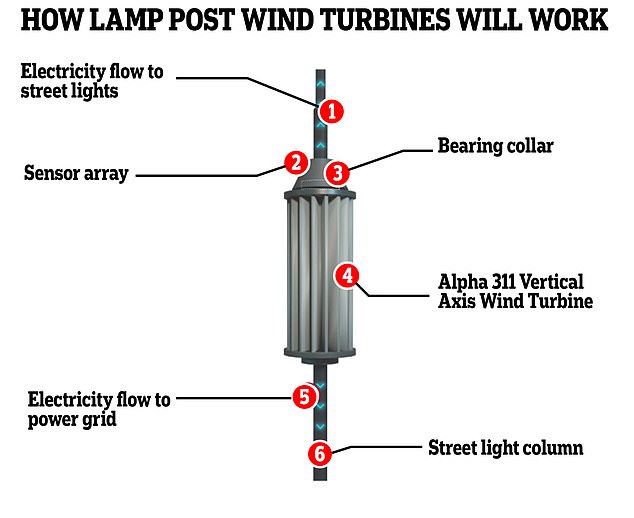 HOW LAMP POST WIND TURBINES WILL WORK
Electricity flow to
street lights
1
Bearing collar
2
Sensor array
3
4
Alpha 311 Vertical
Axis Wind Turbine
Electricity flow to
power grid
5
Street light column
6